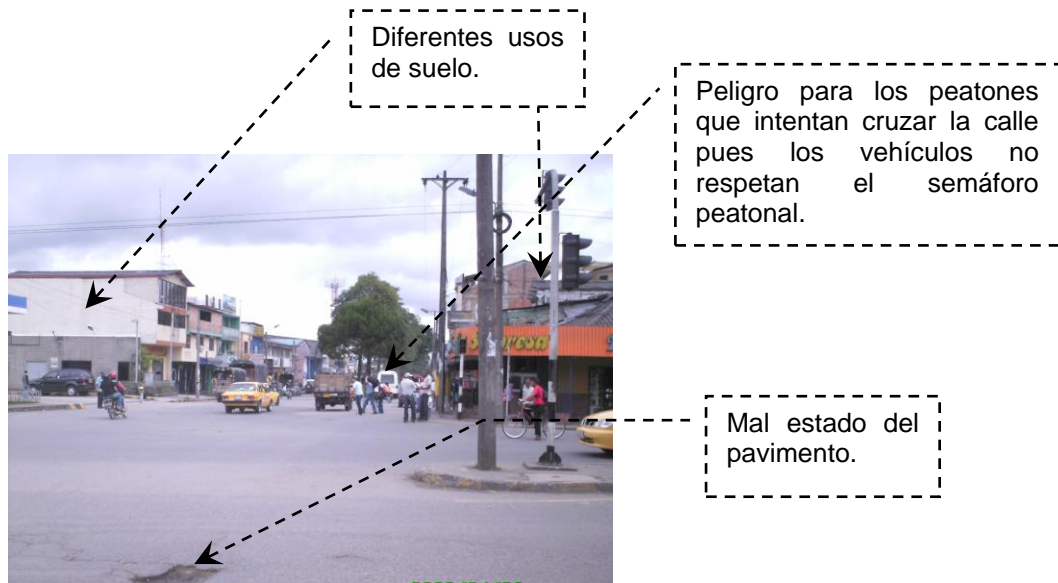 Diferentes usos
de suelo.
Peligro para los peatones
que intentan cruzar la calle
pues los vehículos no
respetan el semáforo
peatonal.
Mal estado del
pavimento.